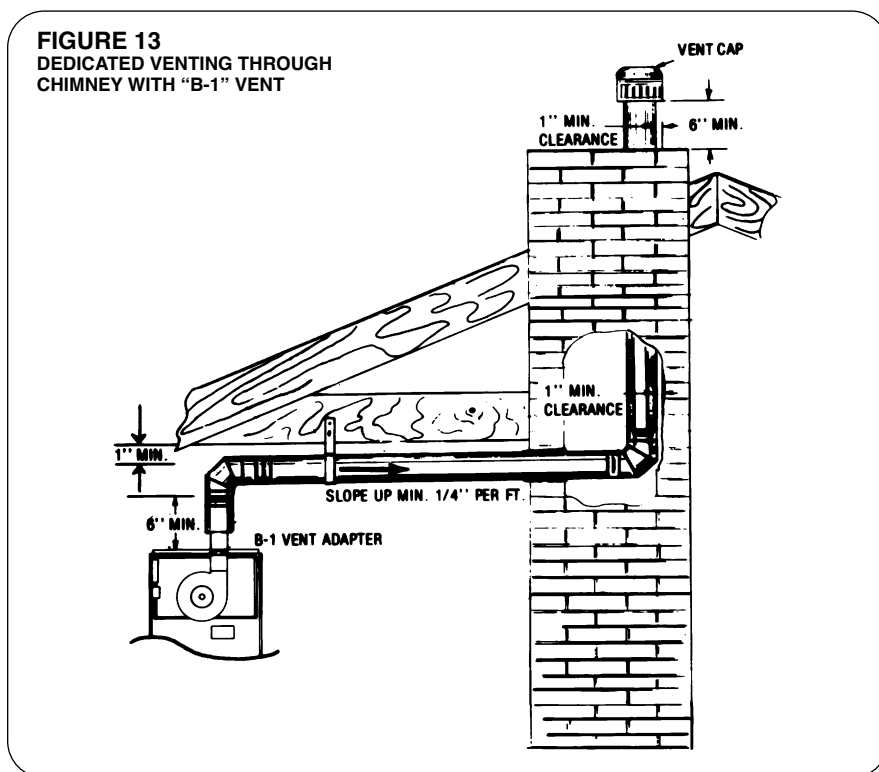 FIGURE 13
DEDICATED VENTING THROUGH
CHIMNEY WITH “B-1” VENT
VENT CAP
1’’ MIN.
CLEARANCE
6’’ MIN.
1’’ MIN.
CLEARANCE
1’’ MIN.
SLOPE UP MIN. 1/4’’ PER FT.
6’’ MIN.
B-1 VENT ADAPTER